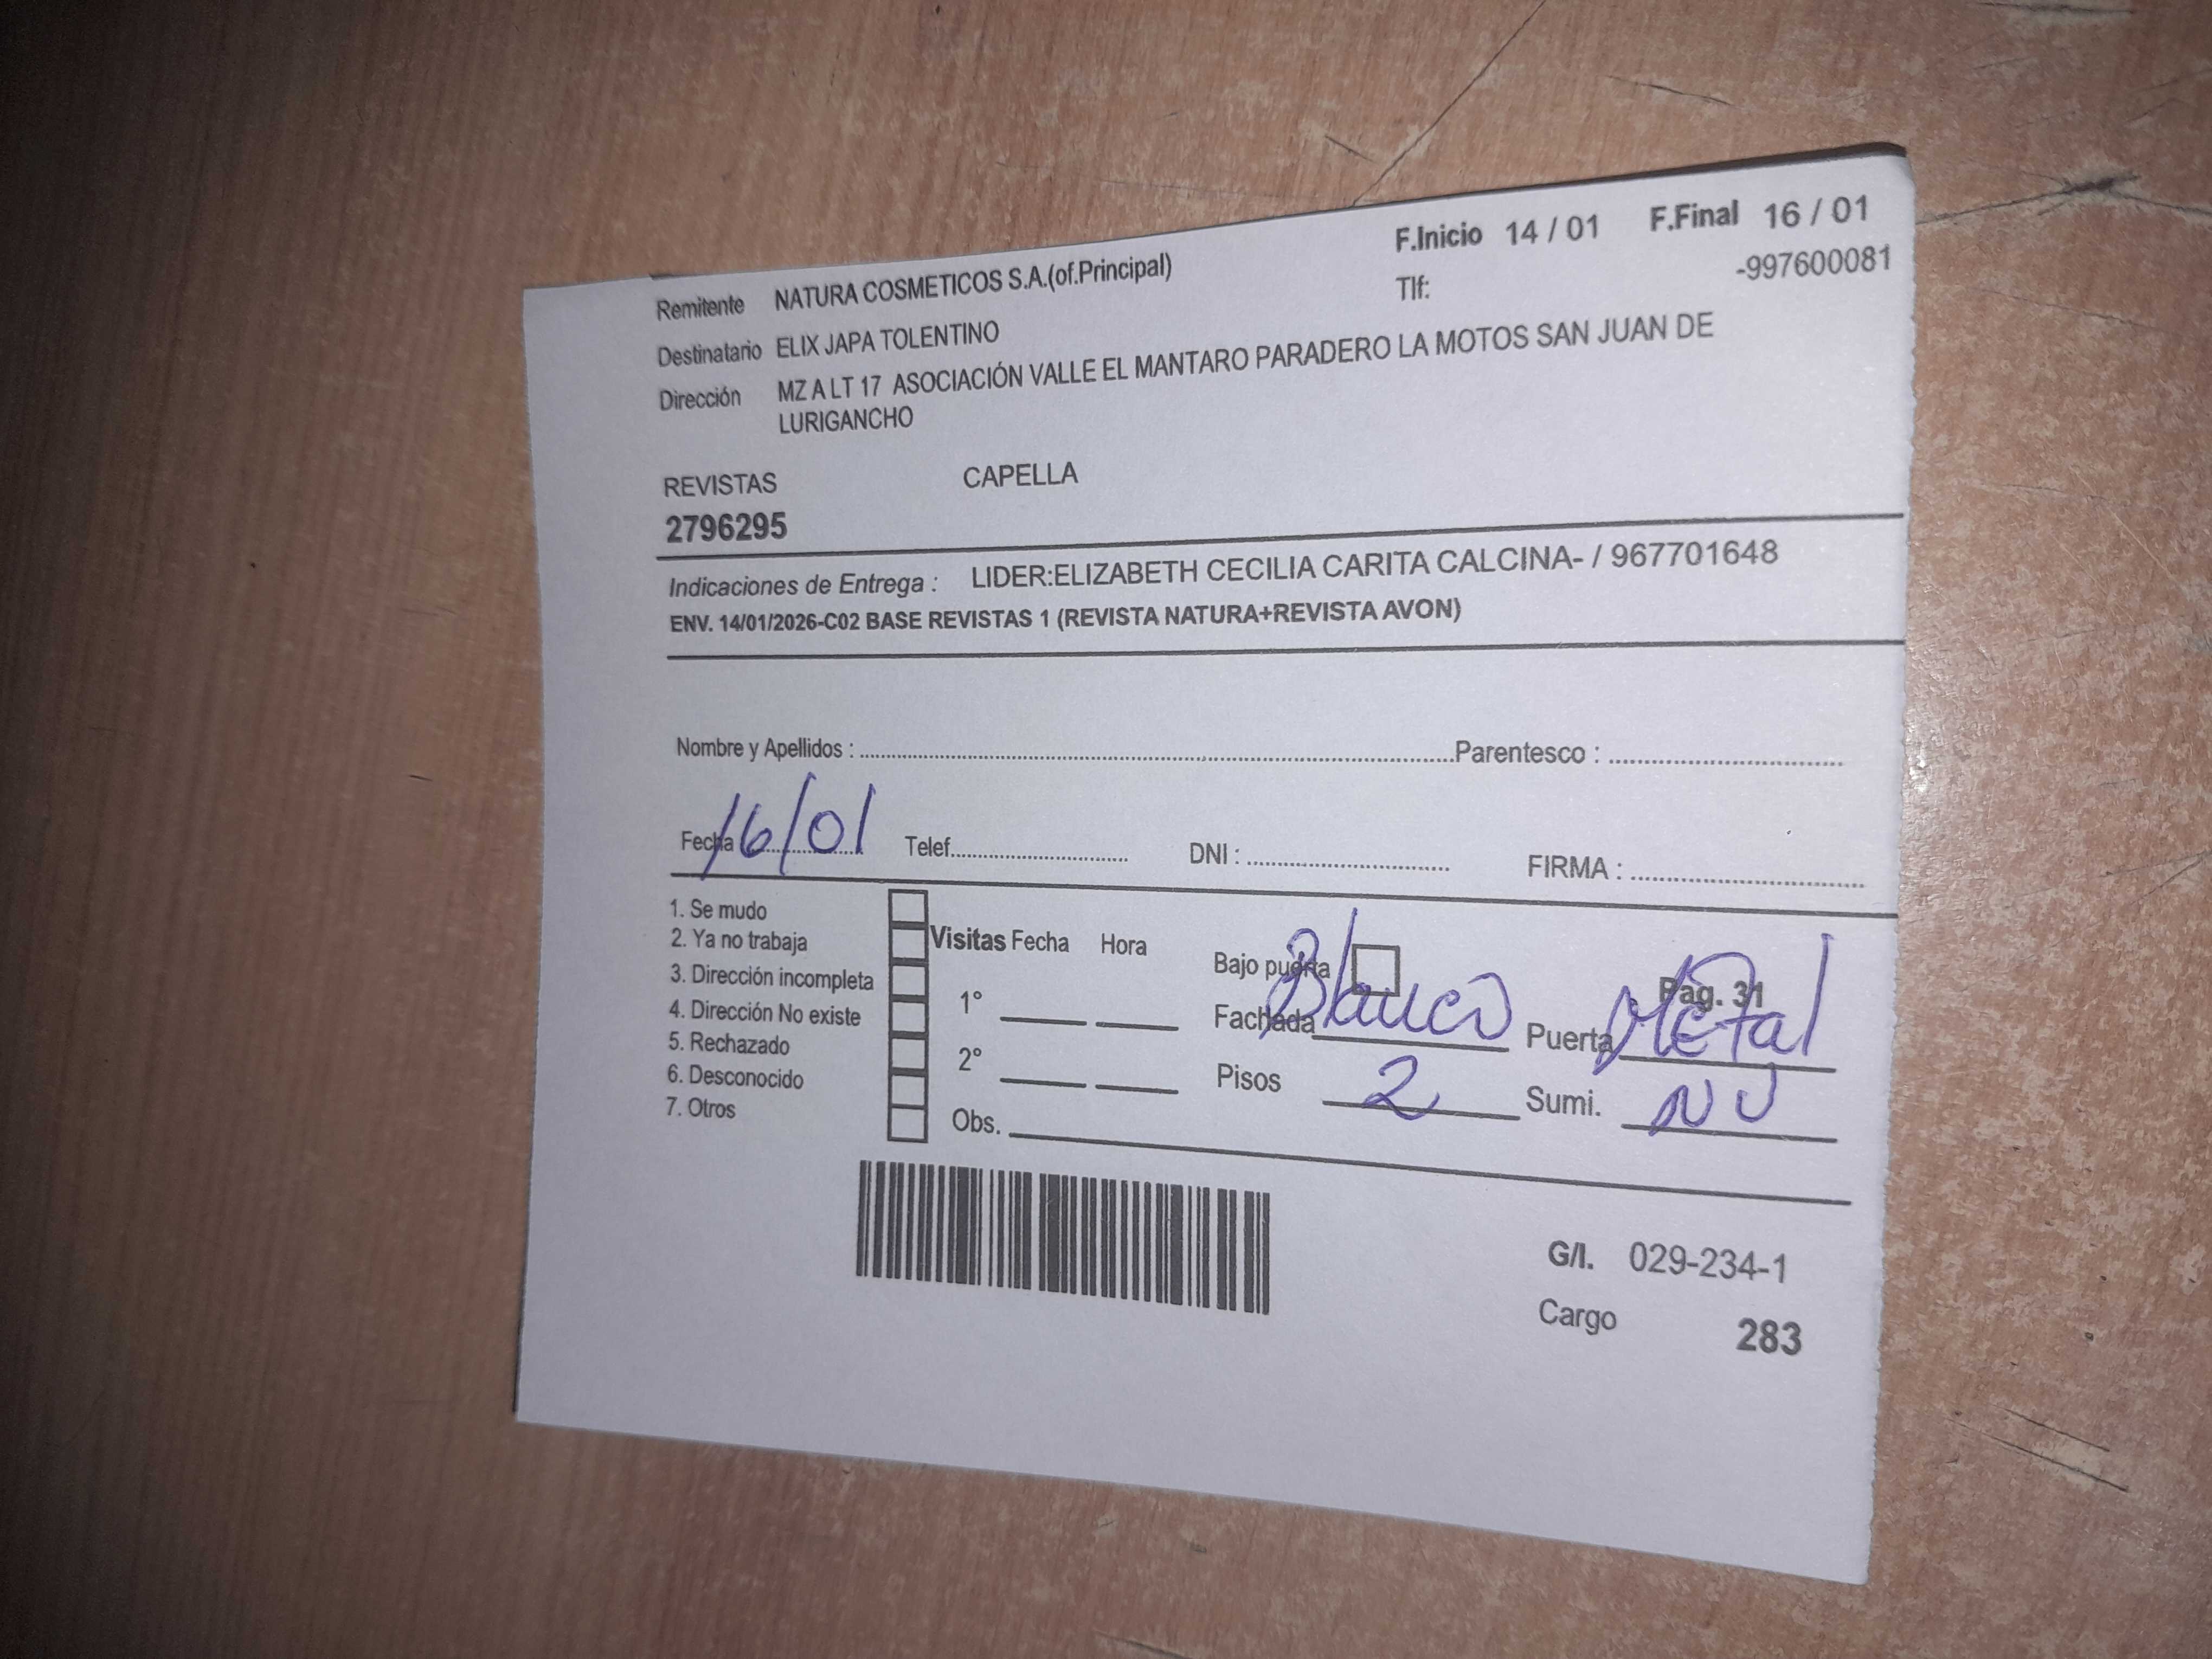 F.Inicio 14 / 01 F.Final 16 / 01
Remitente NATURA COSMETICOS S.A.(of.Principal) Tlf: -997600081
Destinatario ELIX JAPA TOLENTINO
Dirección MZ A LT 17 ASOCIACIÓN VALLE EL MANTARO PARADERO LA MOTOS SAN JUAN DE
LURIGANCHO
REVISTAS CAPELLA
2796295
Indicaciones de Entrega : LIDER:ELIZABETH CECILIA CARITA CALCINA- / 967701648
ENV. 14/01/2026-C02 BASE REVISTAS 1 (REVISTA NATURA+REVISTA AVON)
Nombre y Apellidos : Parentesco :
Fecha 16/01 Telef. DNI : FIRMA :
1. Se mudo
2. Ya no trabaja
3. Dirección incompleta
4. Dirección No existe
5. Rechazado
6. Desconocido
7. Otros
Visitas Fecha Hora
1°
2°
Obs.
Bajo puerta Pag. 31
Fachada Blanco Puerta Metal
Pisos 2 Sumi.
G/I. 029-234-1
Cargo 283